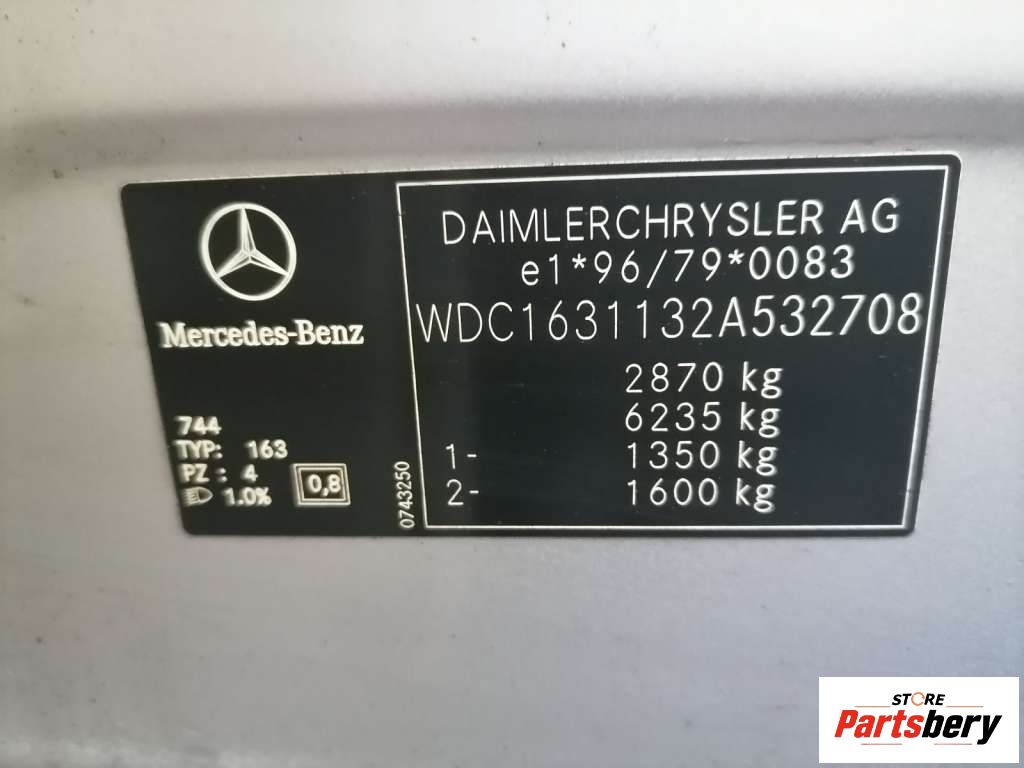 Mercedes-Benz
744
TYP: 163
PZ : 4
1.0%
0,8
0743250
DAIMLERCHRYSLER AG
e1*96/79*0083
WDC1631132A532708
2870 kg
6235 kg
1- 1350 kg
2- 1600 kg
STORE
Partsbery